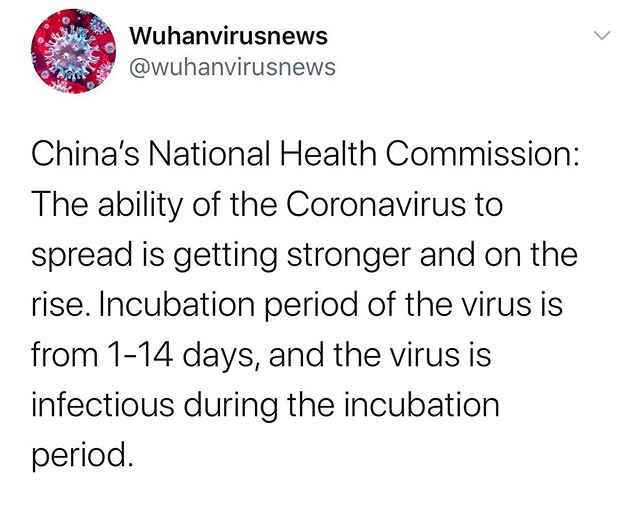 Wuhanvirusnews
@wuhanvirusnews
China's National Health Commission:
The ability of the Coronavirus to
spread is getting stronger and on the
rise. Incubation period of the virus is
from 1-14 days, and the virus is
infectious during the incubation
period.